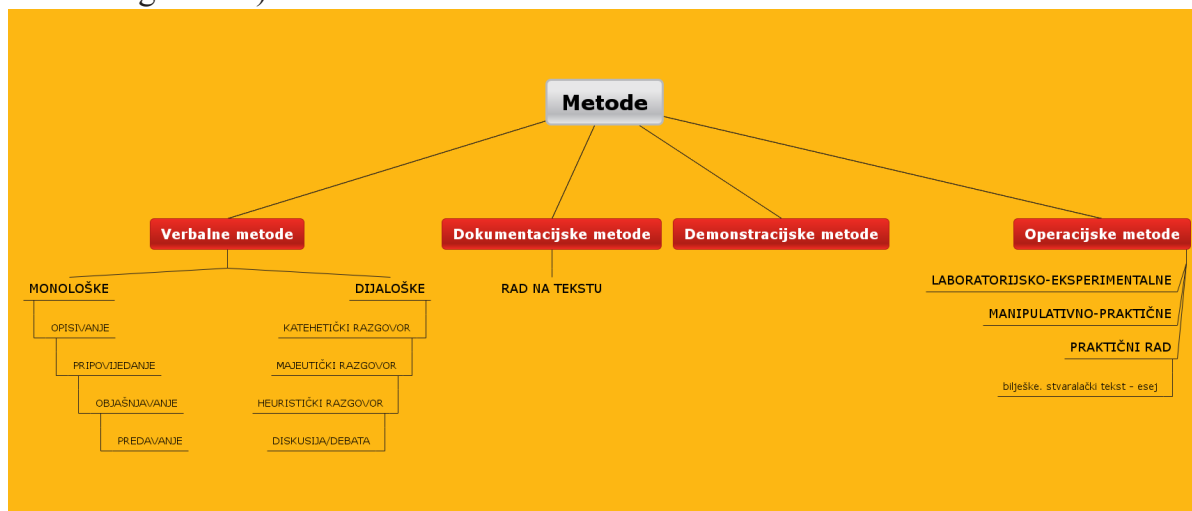 Metode
Verbalne metode
Dokumentacijske metode
Demonstracijske metode
Operacijske metode
MONOLOŠKE
OPISIVANJE
PRIPOVIJEDANJE
OBJAŠNJAVANJE
PREDAVANJE
DIJALOŠKE
KATEHETIČKI RAZGOVOR
MAJEUTIČKI RAZGOVOR
HEURISTIČKI RAZGOVOR
DISKUSIJA/DEBATA
RAD NA TEKSTU
LABORATORIJSKO-EKSPERIMENTALNE
MANIPULATIVNO-PRAKTIČNE
PRAKTIČNI RAD
bilješke. stvaralački tekst - esej